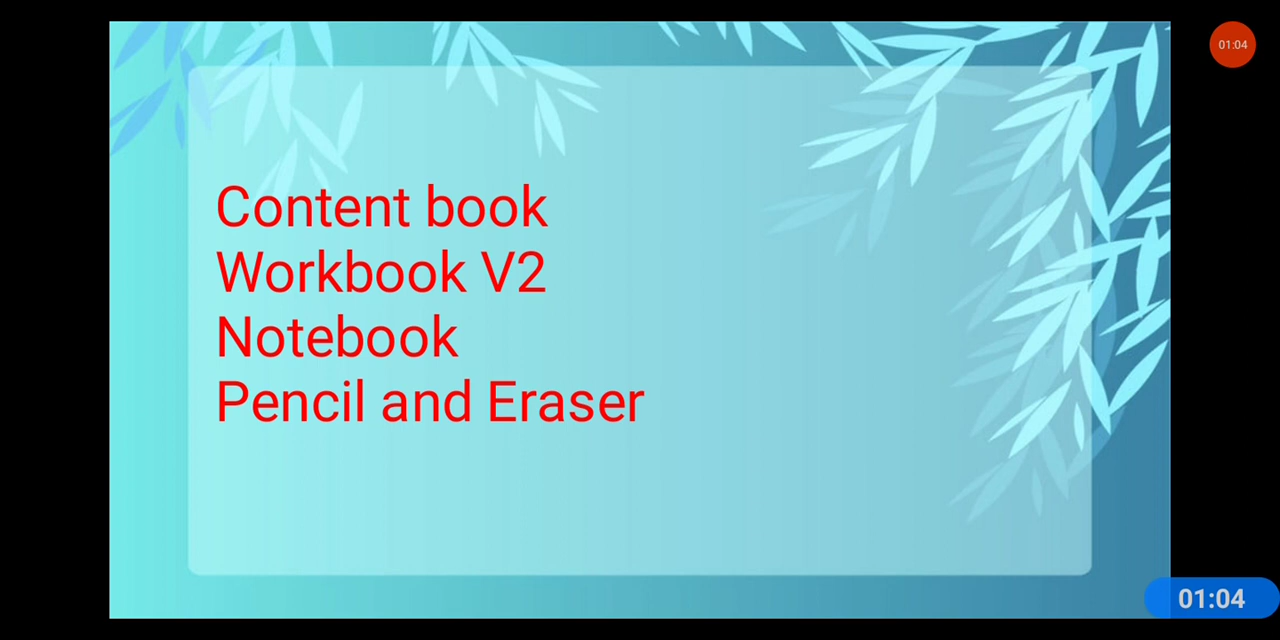 01:04
Content book
Workbook V2
Notebook
Pencil and Eraser
01:04